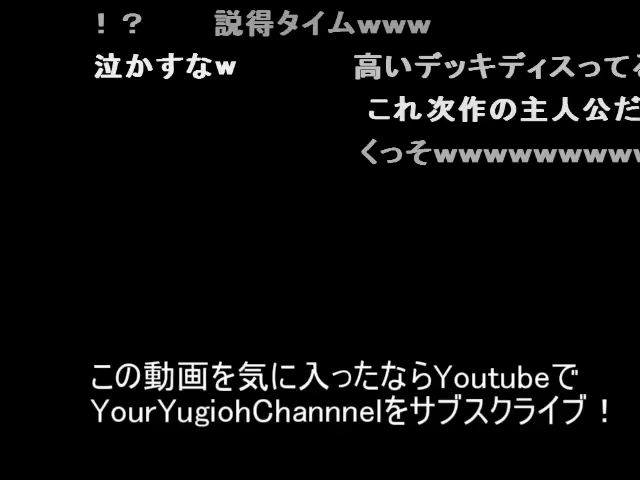 ！？ 説得タイムwww
泣かすなw 高いデッキディスってる
これ次作の主人公だ
くっそwwwwwwwww
この動画を気に入ったならYoutubeで
YourYugiohChannnelをサブスクライブ！